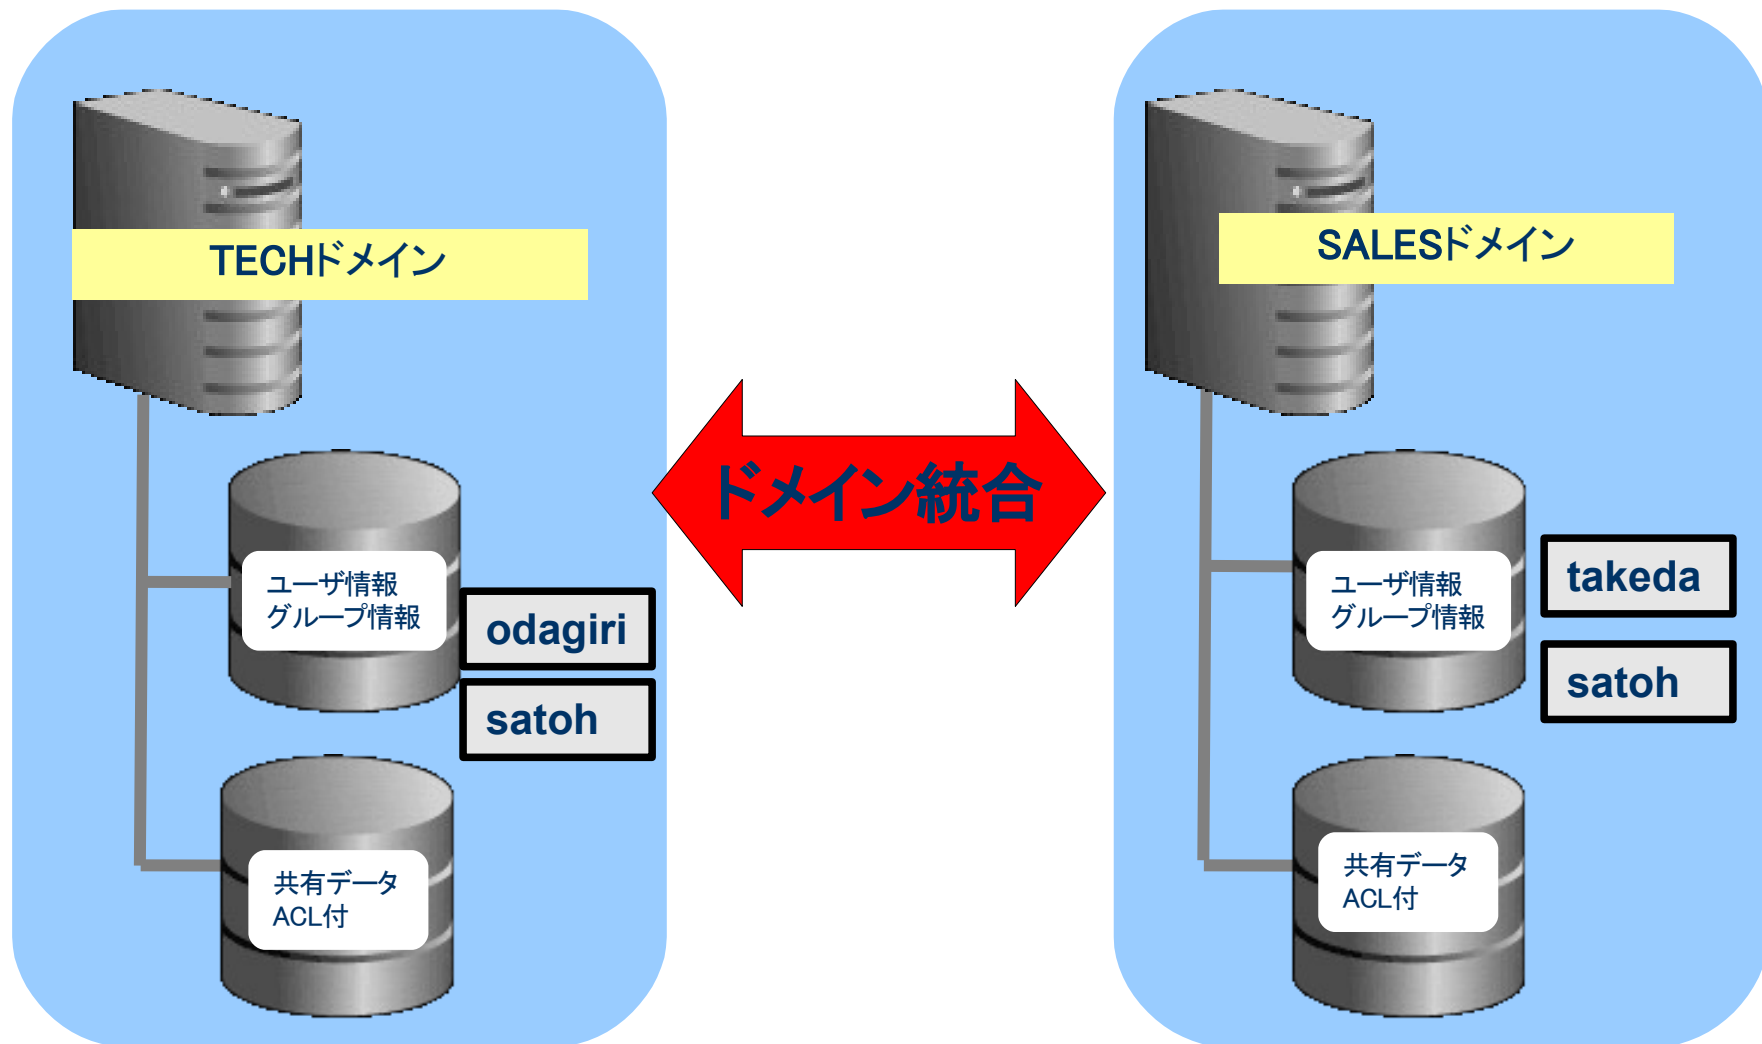 TECHドメイン
ユーザ情報
グループ情報
odagiri
satoh
共有データ
ACL付
ドメイン統合
SALESドメイン
ユーザ情報
グループ情報
takeda
satoh
共有データ
ACL付